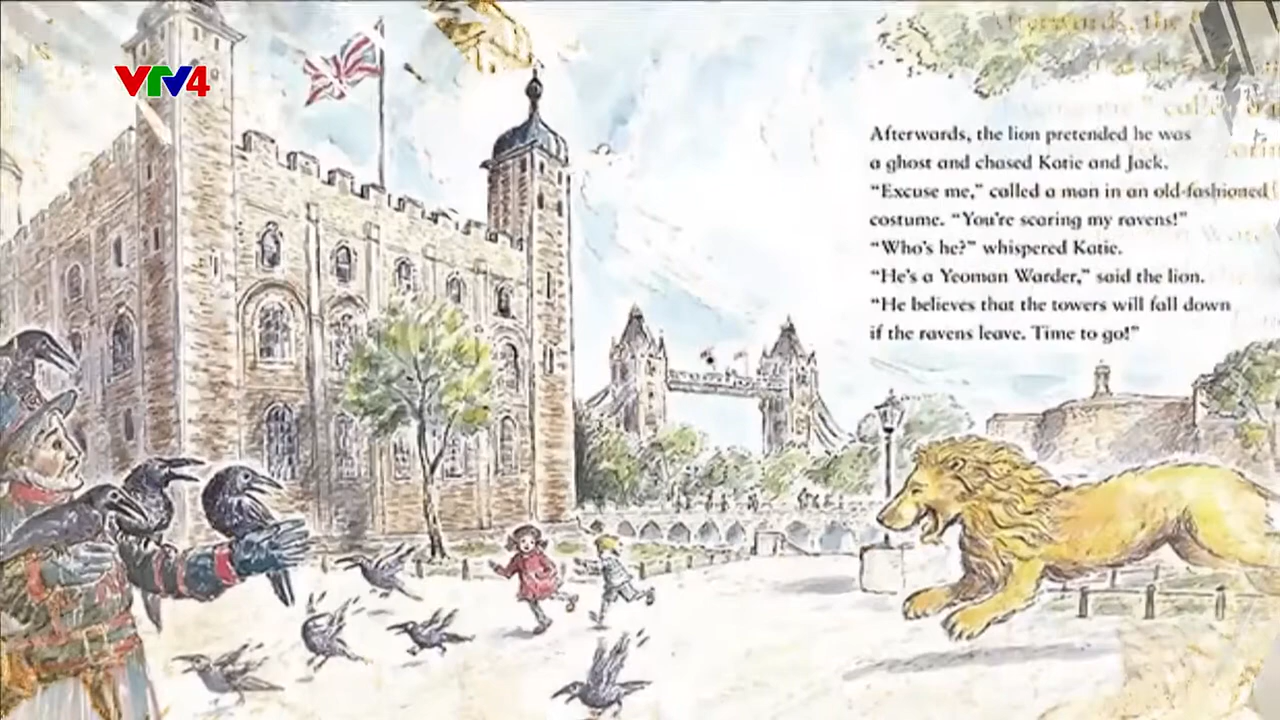 VTV4
Afterwards, the
Afterwards, the lion pretended he was
a ghost and chased Katie and Jack.
“Excuse me,” called a man in an old-fashioned
costume. “You’re scaring my ravens!”
“Who’s he?” whispered Katie.
“He’s a Yeoman Warder,” said the lion.
“He believes that the towers will fall down
if the ravens leave. Time to go!”